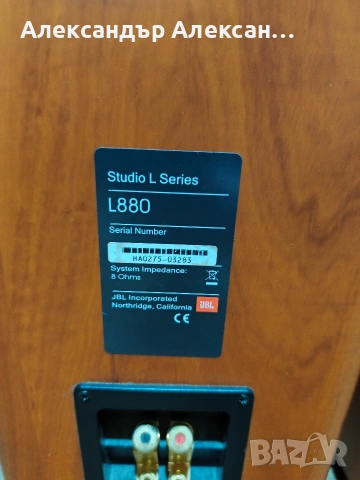 Александър Алексан...
Studio L Series
L880
Serial Number
HA0275-03283
System Impedance:
8 Ohms
JBL Incorporated
Northridge, California
JBL
CE
BAZAR